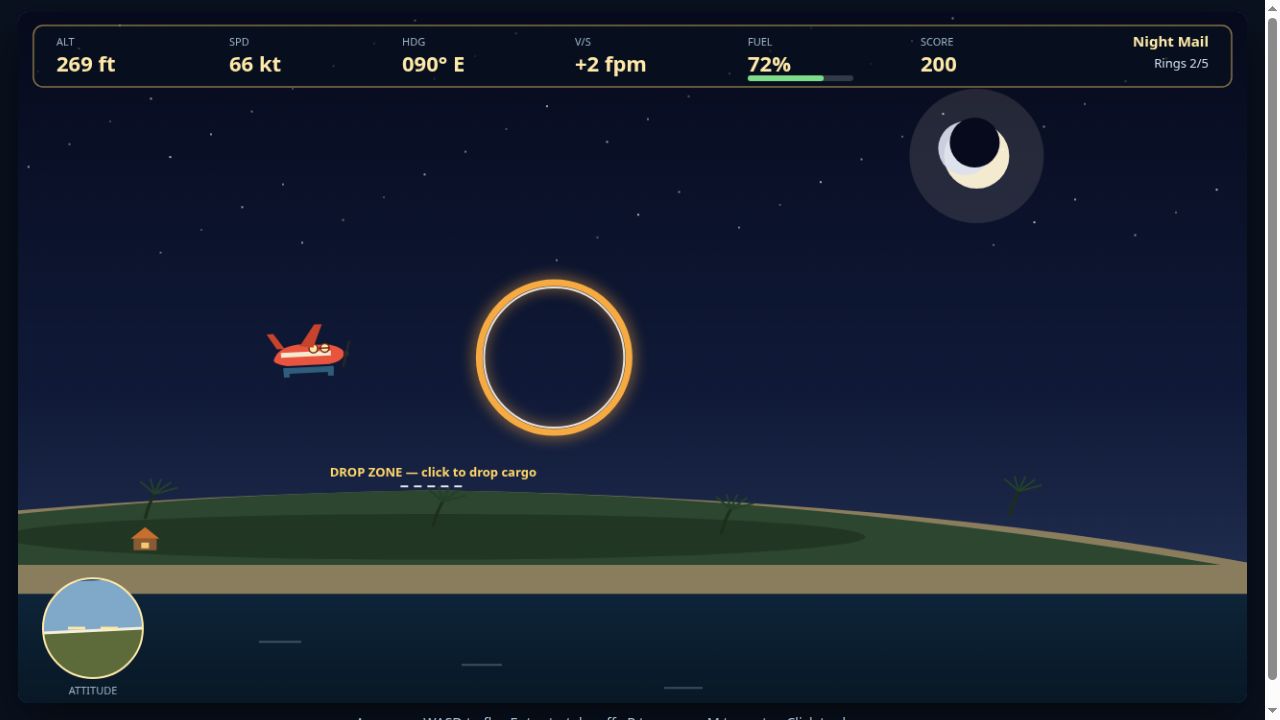 ALT SPD HDG V/S FUEL SCORE Night Mail
269 ft 66 kt 090° E +2 fpm 72% 200 Rings 2/5
DROP ZONE — click to drop cargo
ATTITUDE